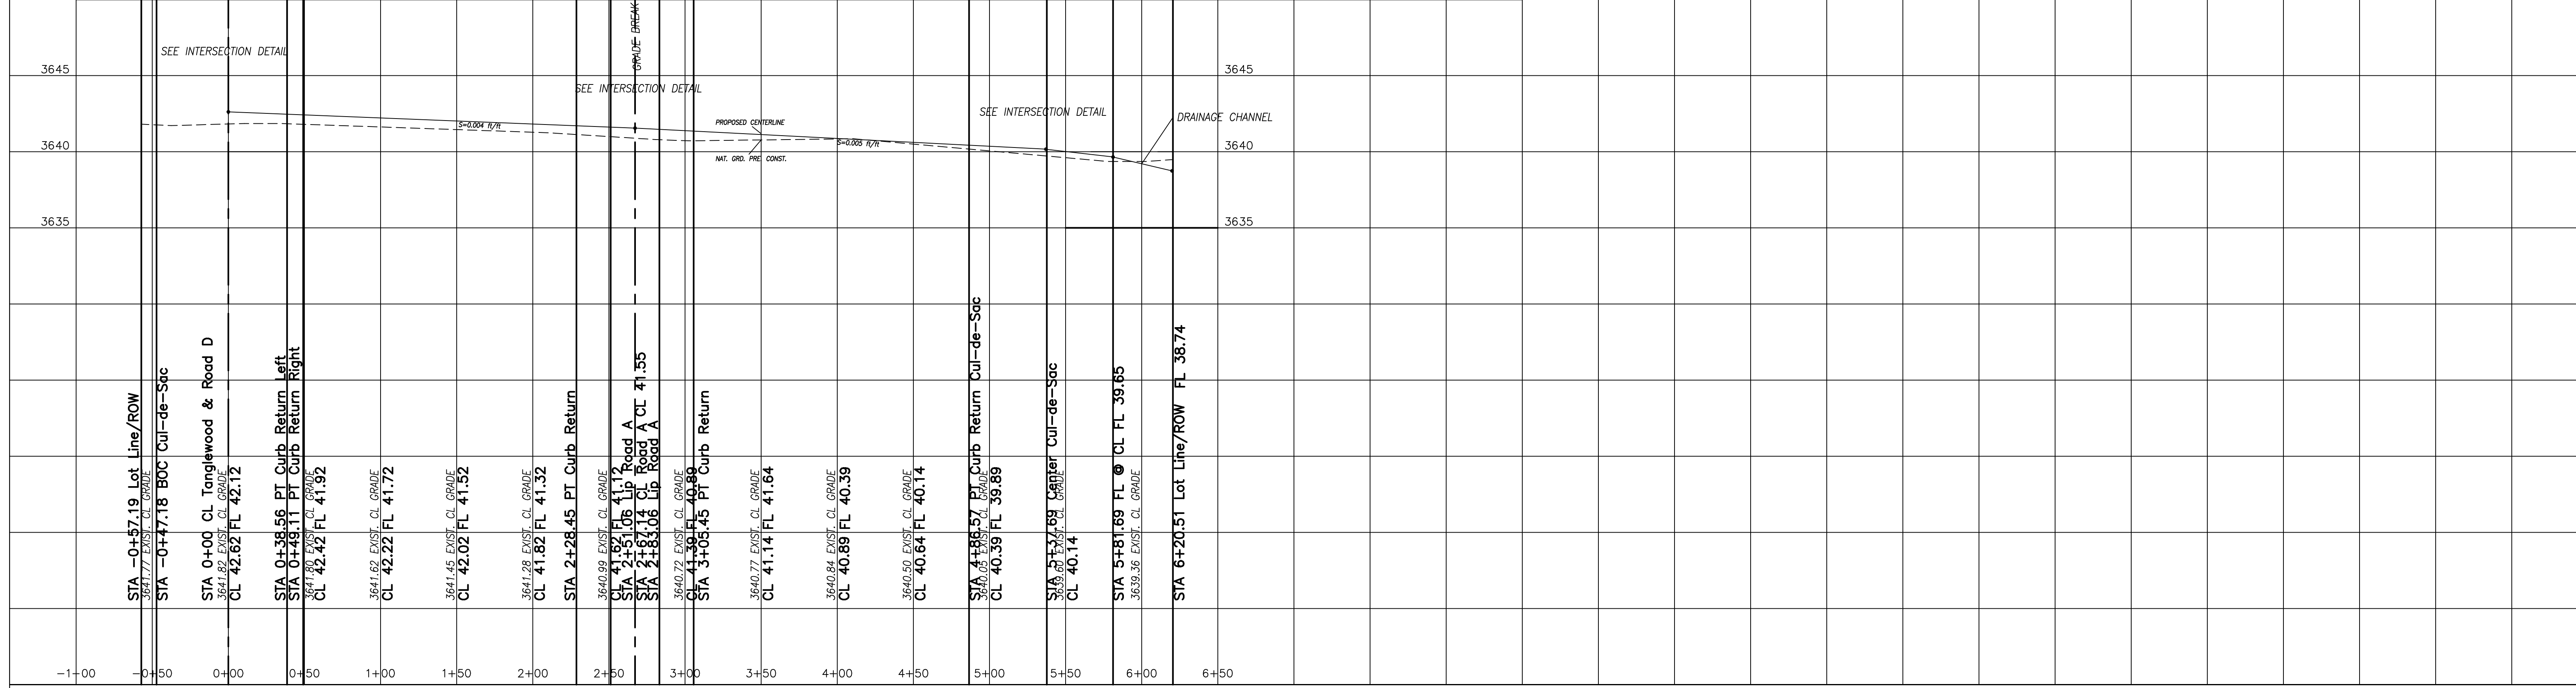 GRADE BREAK
SEE INTERSECTION DETAIL
3645
3645
SEE INTERSECTION DETAIL
SEE INTERSECTION DETAIL
DRAINAGE CHANNEL
S=0.004 ft/ft
PROPOSED CENTERLINE
S=0.005 ft/ft
NAT. GRD. PRE. CONST.
3640
3640
3635
3635
STA -0+57.19 Lot Line/ROW
3641.77 EXIST. CL GRADE
STA -0+47.18 BOC Cul-de-Sac
STA 0+00 CL Tanglewood & Road D
3641.82 EXIST. CL GRADE
CL 42.62 FL 42.12
STA 0+38.56 PT Curb Return Left
STA 0+49.11 PT Curb Return Right
3641.80 EXIST. CL GRADE
CL 42.42 FL 41.92
3641.62 EXIST. CL GRADE
CL 42.22 FL 41.72
3641.45 EXIST. CL GRADE
CL 42.02 FL 41.52
3641.28 EXIST. CL GRADE
CL 41.82 FL 41.32
STA 2+28.45 PT Curb Return
3640.99 EXIST. CL GRADE
CL 41.62 FL 41.12
STA 2+51.06 Lip Road A
STA 2+67.14 CL Road A CL 41.55
STA 2+83.06 Lip Road A
3640.72 EXIST. CL GRADE
CL 41.39 FL 40.89
STA 3+05.45 PT Curb Return
3640.77 EXIST. CL GRADE
CL 41.14 FL 41.64
3640.84 EXIST. CL GRADE
CL 40.89 FL 40.39
3640.50 EXIST. CL GRADE
CL 40.64 FL 40.14
STA 4+86.57 PT Curb Return Cul-de-Sac
3640.05 EXIST. CL GRADE
CL 40.39 FL 39.89
STA 5+37.69 Center Cul-de-Sac
3639.60 EXIST. CL GRADE
CL 40.14
STA 5+81.69 FL @ CL FL 39.65
3639.36 EXIST. CL GRADE
STA 6+20.51 Lot Line/ROW FL 38.74
-1+00
-0+50
0+00
0+50
1+00
1+50
2+00
2+50
3+00
3+50
4+00
4+50
5+00
5+50
6+00
6+50